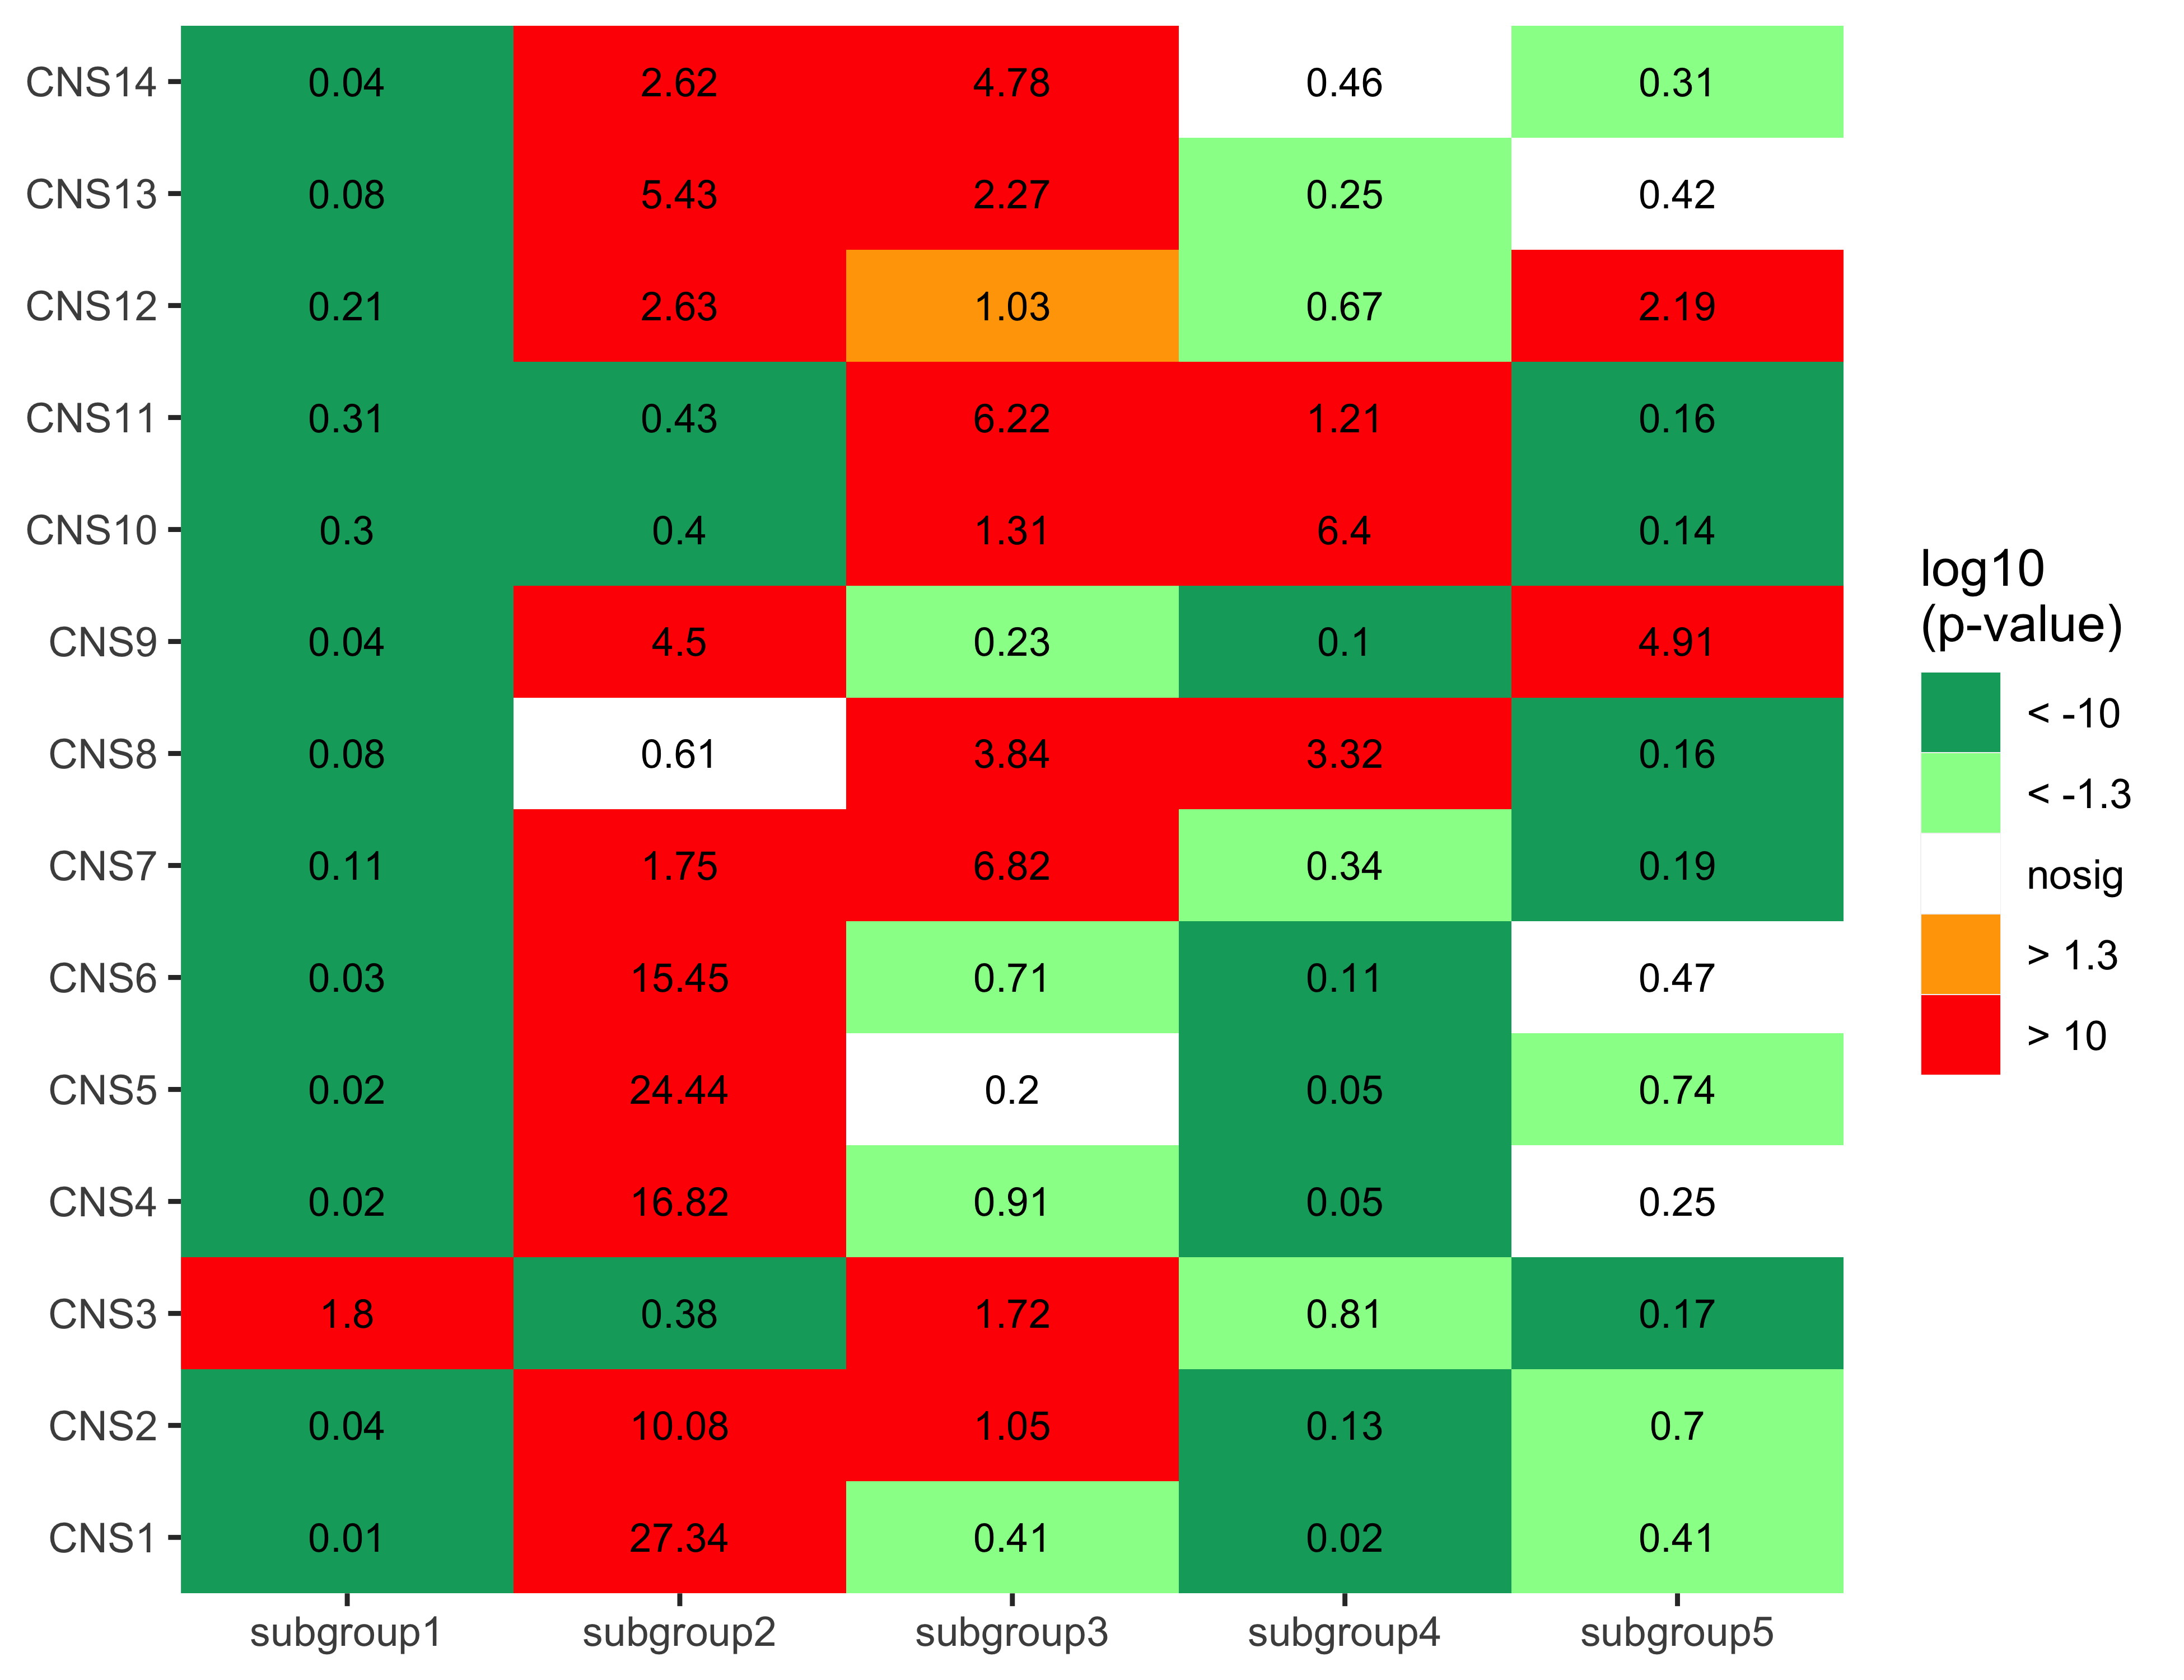 CNS14 0.04 2.62 4.78 0.46 0.31
CNS13 0.08 5.43 2.27 0.25 0.42
CNS12 0.21 2.63 1.03 0.67 2.19
CNS11 0.31 0.43 6.22 1.21 0.16
CNS10 0.3 0.4 1.31 6.4 0.14
CNS9 0.04 4.5 0.23 0.1 4.91
CNS8 0.08 0.61 3.84 3.32 0.16
CNS7 0.11 1.75 6.82 0.34 0.19
CNS6 0.03 15.45 0.71 0.11 0.47
CNS5 0.02 24.44 0.2 0.05 0.74
CNS4 0.02 16.82 0.91 0.05 0.25
CNS3 1.8 0.38 1.72 0.81 0.17
CNS2 0.04 10.08 1.05 0.13 0.7
CNS1 0.01 27.34 0.41 0.02 0.41
subgroup1 subgroup2 subgroup3 subgroup4 subgroup5
log10
(p-value)
< -10
< -1.3
nosig
> 1.3
> 10